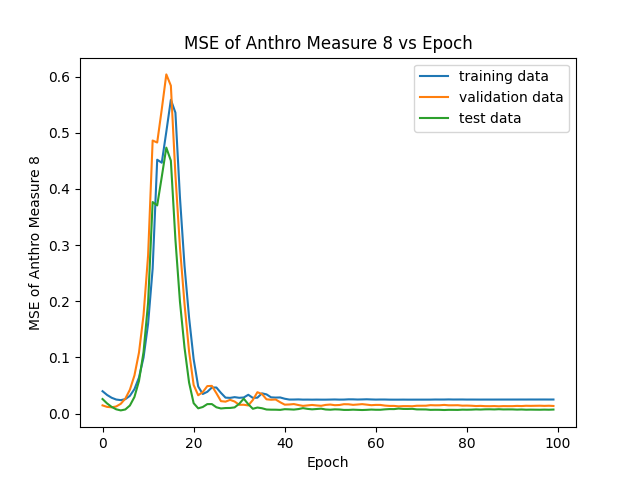 MSE of Anthro Measure 8 vs Epoch
training data
validation data
test data
MSE of Anthro Measure 8
0.6
0.5
0.4
0.3
0.2
0.1
0.0
0
20
40
60
80
100
Epoch